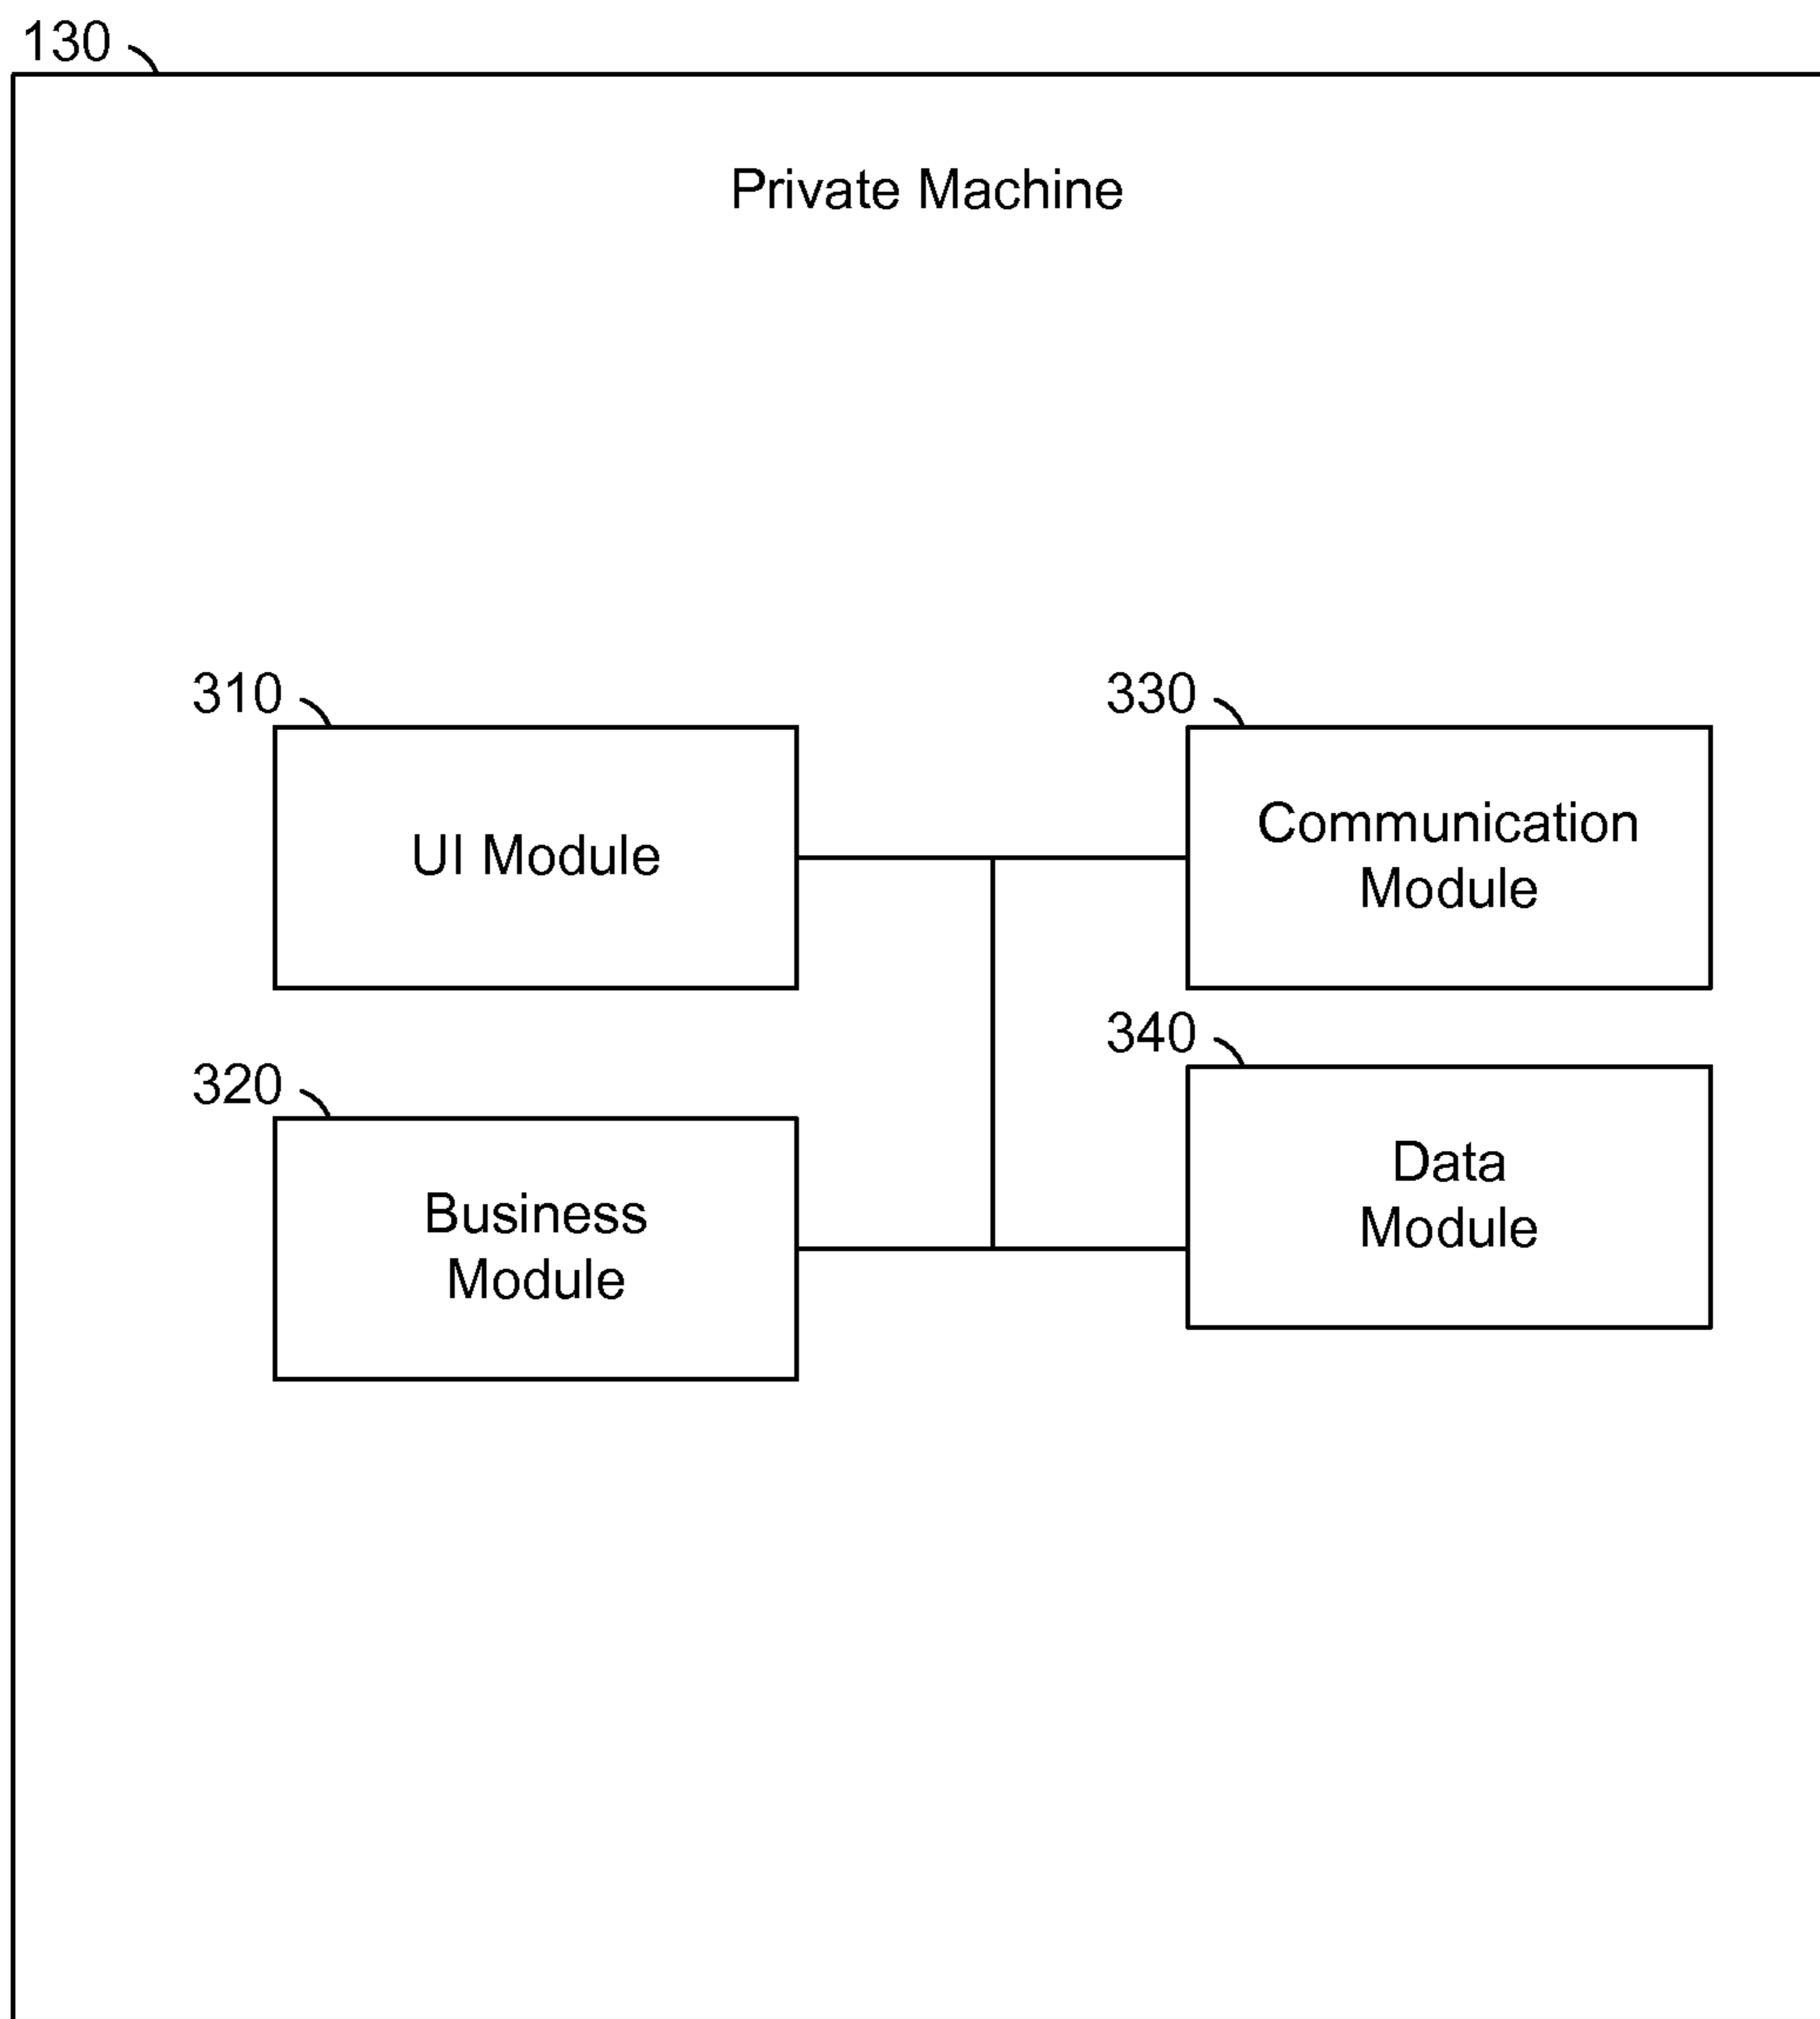 130
Private Machine
310
UI Module
330
Communication
Module
320
Business
Module
340
Data
Module